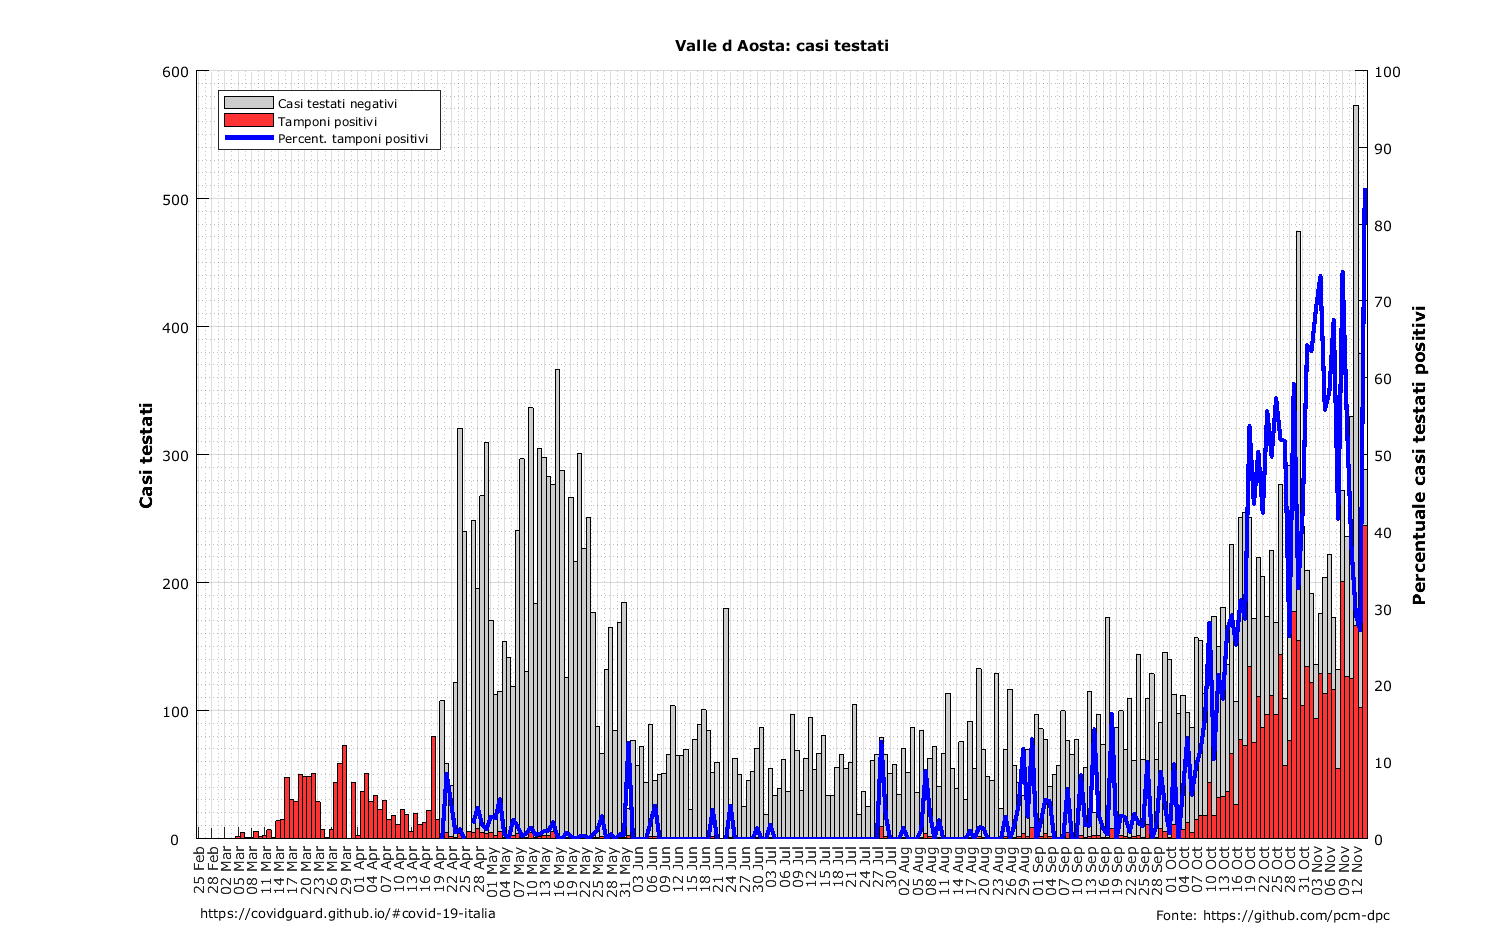 Valle d Aosta: casi testati
Casi testati negativi
Tamponi positivi
Percent. tamponi positivi
Casi testati
600
500
400
300
200
100
0
Percentuale casi testati positivi
100
90
80
70
60
50
40
30
20
10
0
25 Feb
28 Feb
02 Mar
05 Mar
08 Mar
11 Mar
14 Mar
17 Mar
20 Mar
23 Mar
26 Mar
29 Mar
01 Apr
04 Apr
07 Apr
10 Apr
13 Apr
16 Apr
19 Apr
22 Apr
25 Apr
28 Apr
01 May
04 May
07 May
10 May
13 May
16 May
19 May
22 May
25 May
28 May
31 May
03 Jun
06 Jun
09 Jun
12 Jun
15 Jun
18 Jun
21 Jun
24 Jun
27 Jun
30 Jun
03 Jul
06 Jul
09 Jul
12 Jul
15 Jul
18 Jul
21 Jul
24 Jul
27 Jul
30 Jul
02 Aug
05 Aug
08 Aug
11 Aug
14 Aug
17 Aug
20 Aug
23 Aug
26 Aug
29 Aug
01 Sep
04 Sep
07 Sep
10 Sep
13 Sep
16 Sep
19 Sep
22 Sep
25 Sep
28 Sep
01 Oct
04 Oct
07 Oct
10 Oct
13 Oct
16 Oct
19 Oct
22 Oct
25 Oct
28 Oct
31 Oct
03 Nov
06 Nov
09 Nov
12 Nov
https://covidguard.github.io/#covid-19-italia
Fonte: https://github.com/pcm-dpc